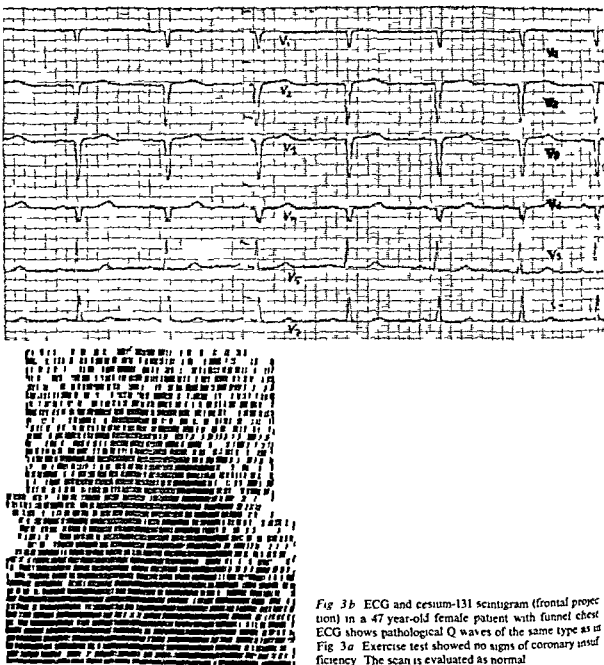 V1
V2
V2
V3
V3
V4
V4
V5
V5
V7
Fig 3b ECG and cesium-131 scintigram (frontal projec
tion) in a 47 year-old female patient with funnel chest
ECG shows pathological Q waves of the same type as in
Fig 3a Exercise test showed no signs of coronary insuf
ficiency The scan is evaluated as normal